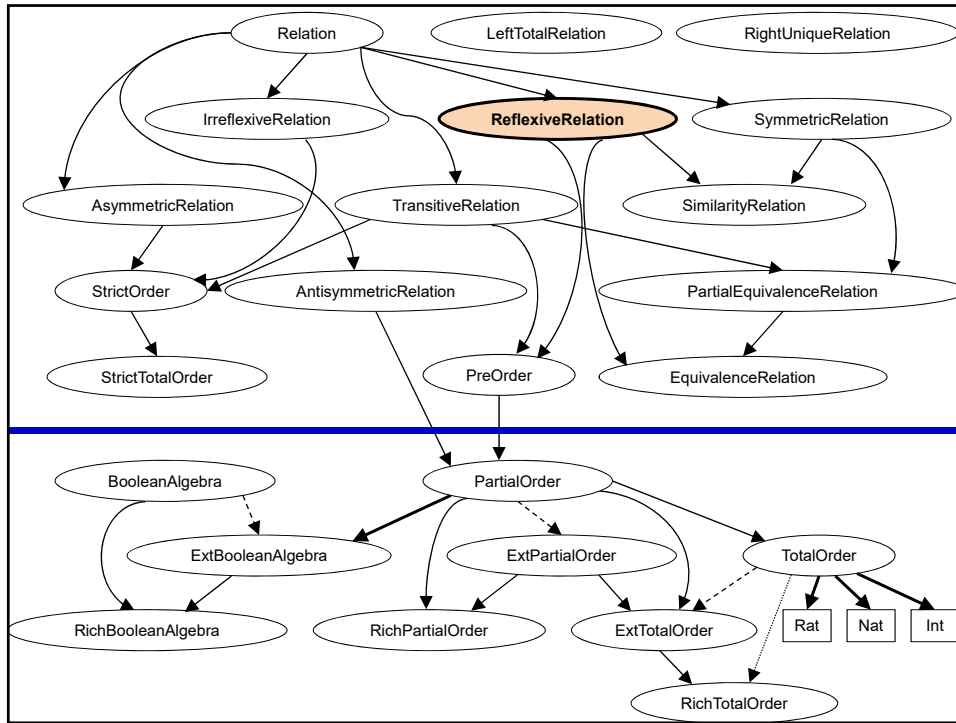 Relation
LeftTotalRelation
RightUniqueRelation
IrreflexiveRelation
ReflexiveRelation
SymmetricRelation
AsymmetricRelation
TransitiveRelation
SimilarityRelation
StrictOrder
AntisymmetricRelation
PartialEquivalenceRelation
StrictTotalOrder
PreOrder
EquivalenceRelation
BooleanAlgebra
PartialOrder
ExtBooleanAlgebra
ExtPartialOrder
TotalOrder
RichBooleanAlgebra
RichPartialOrder
ExtTotalOrder
Rat
Nat
Int
RichTotalOrder